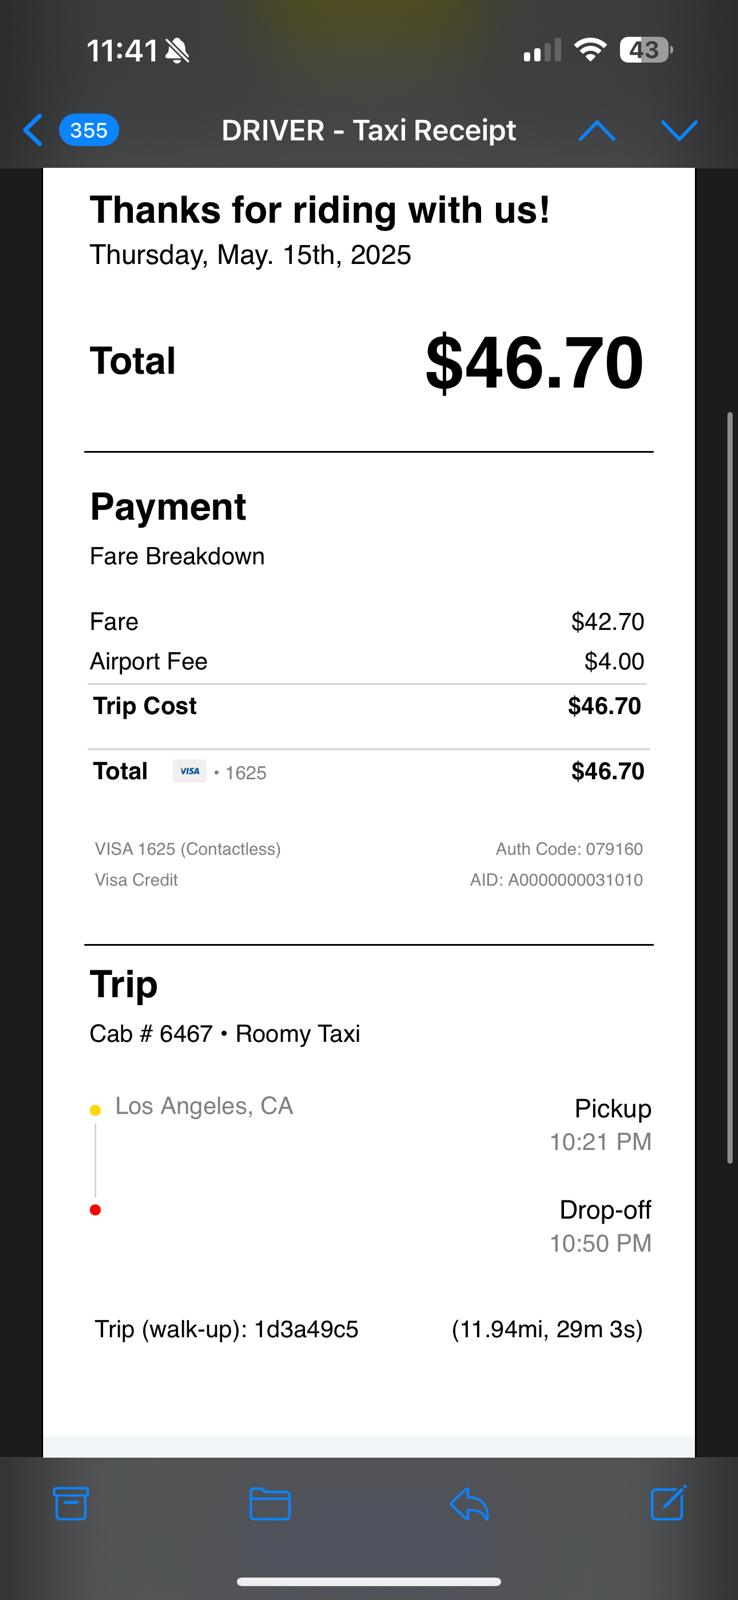 11:41
43
355
DRIVER - Taxi Receipt
Thanks for riding with us!
Thursday, May. 15th, 2025
Total $46.70
Payment
Fare Breakdown
Fare $42.70
Airport Fee $4.00
Trip Cost $46.70
Total VISA • 1625 $46.70
VISA 1625 (Contactless) Auth Code: 079160
Visa Credit AID: A0000000031010
Trip
Cab # 6467 • Roomy Taxi
Los Angeles, CA Pickup
10:21 PM
Drop-off
10:50 PM
Trip (walk-up): 1d3a49c5 (11.94mi, 29m 3s)